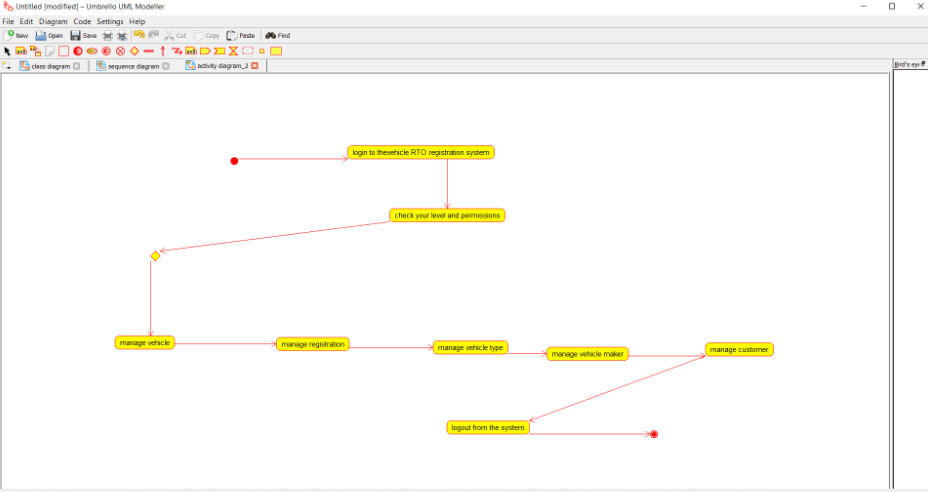 Untitled [modified] – Umbrello UML Modeller
File Edit Diagram Code Settings Help
New Open Save Cut Copy Paste Find
class diagram sequence diagram activity diagram_2 Bird's eye
login to thevehicle RTO registration system
check your level and permissions
manage vehicle manage registration manage vehicle type manage vehicle maker manage customer
logout from the system